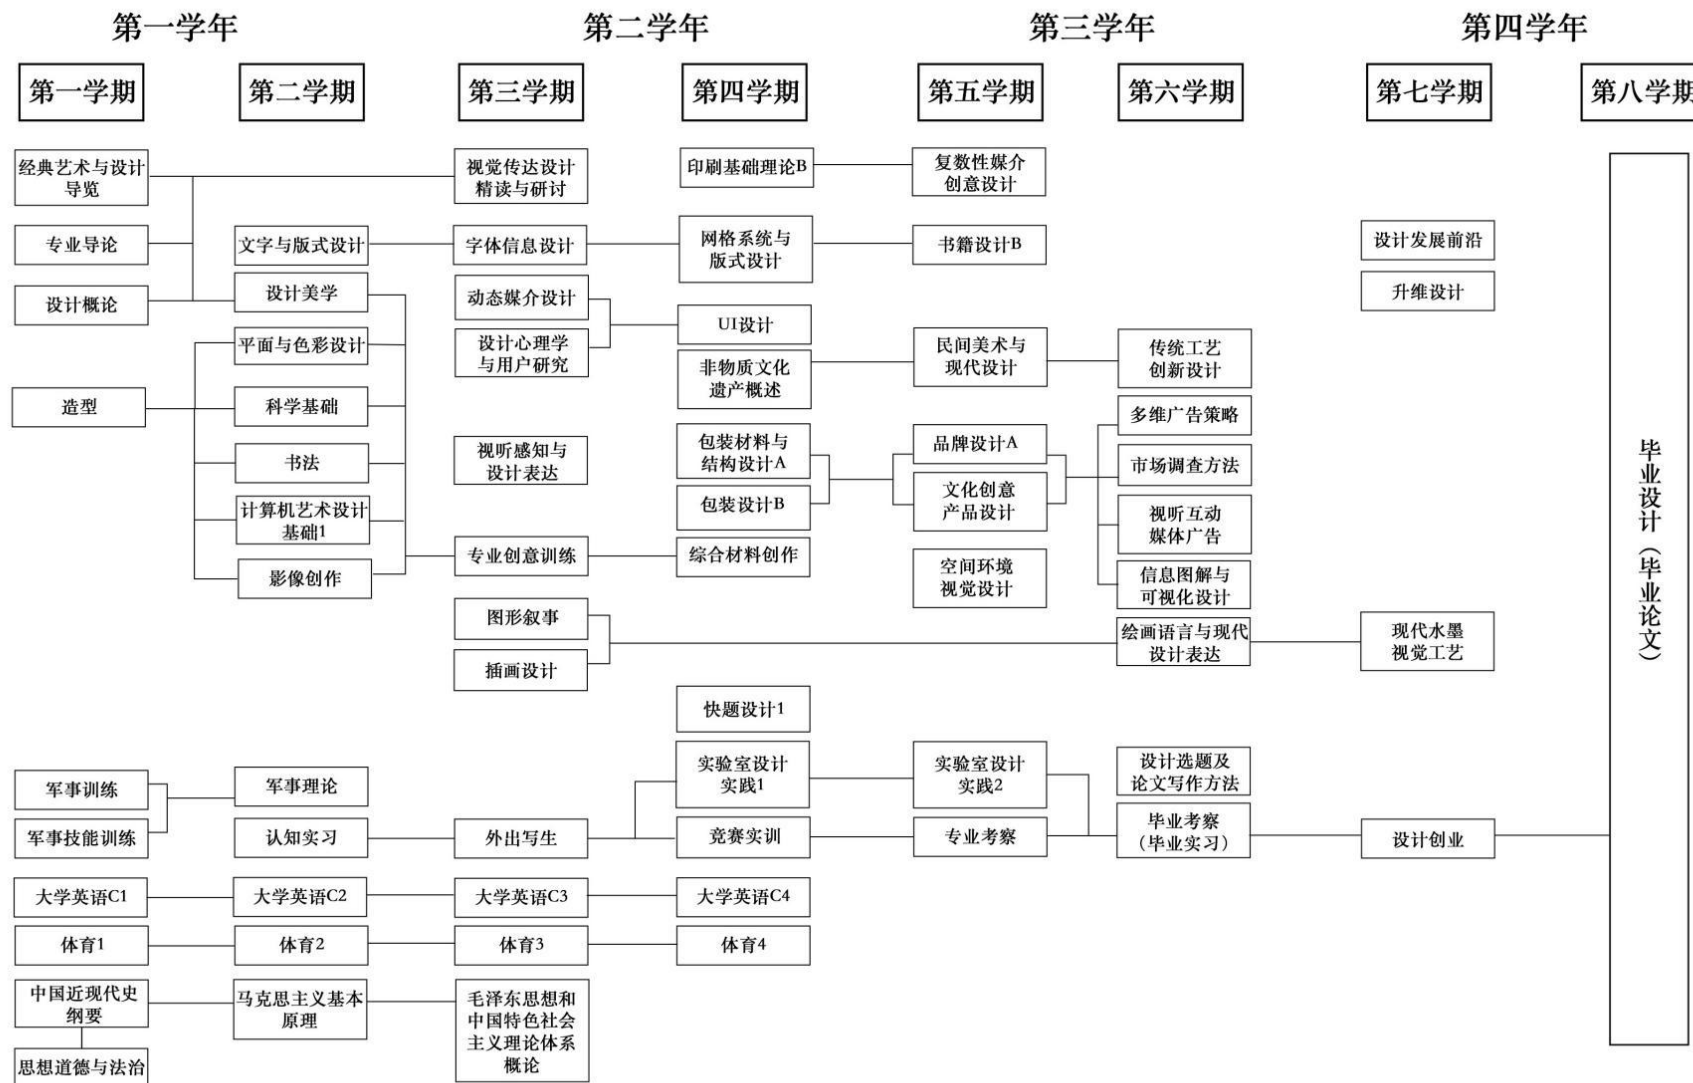 第一学年
第二学年
第三学年
第四学年
第一学期
第二学期
第三学期
第四学期
第五学期
第六学期
第七学期
第八学期
经典艺术与设计
导览
专业导论
设计概论
造型
军事训练
军事技能训练
大学英语C1
体育1
中国近现代史
纲要
思想道德与法治
文字与版式设计
设计美学
平面与色彩设计
科学基础
书法
计算机艺术设计
基础1
影像创作
军事理论
认知实习
大学英语C2
体育2
马克思主义基本
原理
视觉传达设计
精读与研讨
字体信息设计
动态媒介设计
设计心理学
与用户研究
视听感知与
设计表达
专业创意训练
图形叙事
插画设计
外出写生
大学英语C3
体育3
毛泽东思想和
中国特色社会
主义理论体系
概论
印刷基础理论B
网格系统与
版式设计
UI设计
非物质文化
遗产概述
包装材料与
结构设计A
包装设计B
综合材料创作
快题设计1
实验室设计
实践1
竞赛实训
大学英语C4
体育4
复数性媒介
创意设计
书籍设计B
民间美术与
现代设计
品牌设计A
文化创意
产品设计
空间环境
视觉设计
实验室设计
实践2
专业考察
传统工艺
创新设计
多维广告策略
市场调查方法
视听互动
媒体广告
信息图解与
可视化设计
绘画语言与现代
设计表达
设计选题及
论文写作方法
毕业考察
（毕业实习）
设计发展前沿
升维设计
现代水墨
视觉工艺
设计创业
毕业设计（毕业论文）